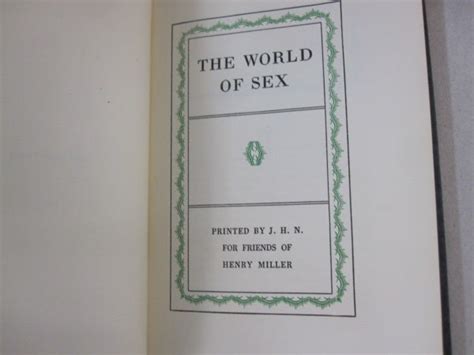 THE WORLD
OF SEX
PRINTED BY J. H. N.
FOR FRIENDS OF
HENRY MILLER